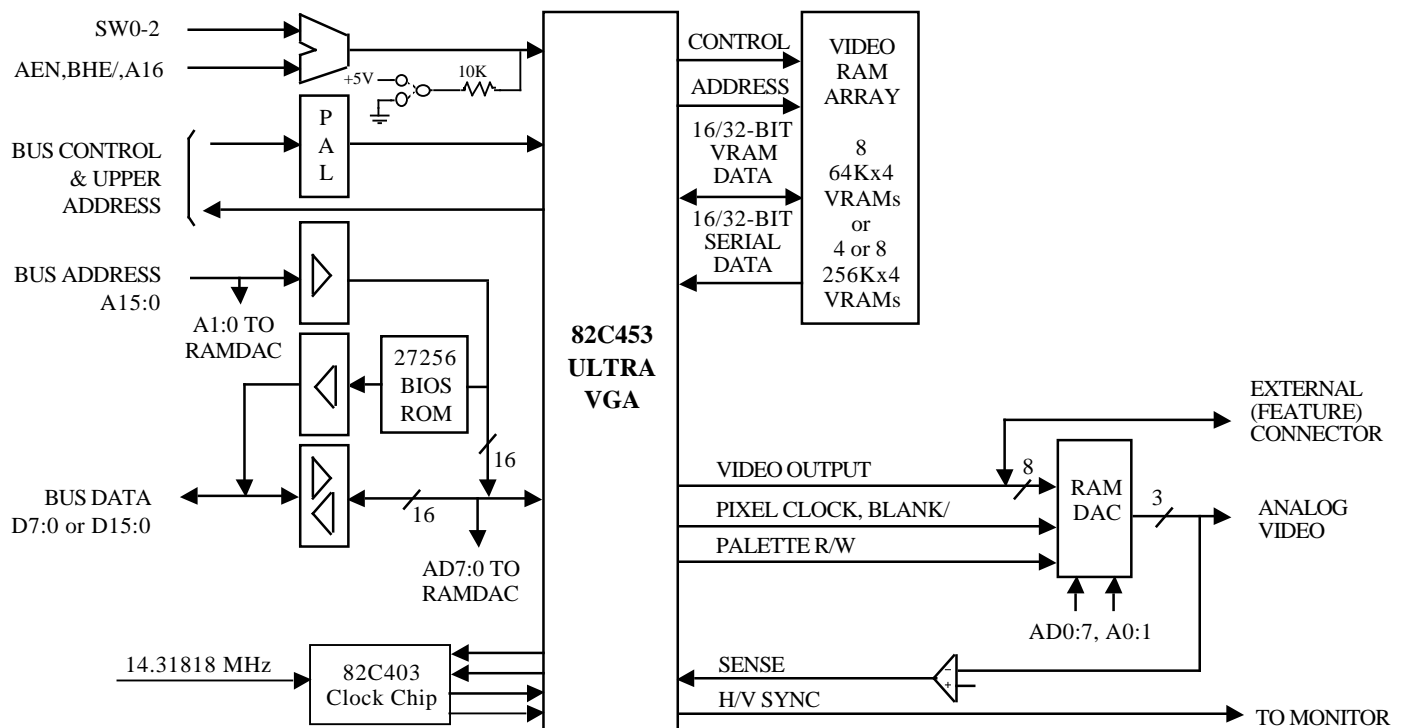 SW0-2
AEN,BHE/,A16
+5V
10K
P
A
L
BUS CONTROL
& UPPER
ADDRESS
BUS ADDRESS
A15:0
A1:0 TO
RAMDAC
27256
BIOS
ROM
16
BUS DATA
D7:0 or D15:0
16
AD7:0 TO
RAMDAC
14.31818 MHz
82C403
Clock Chip
82C453
ULTRA
VGA
CONTROL
ADDRESS
16/32-BIT
VRAM
DATA
16/32-BIT
SERIAL
DATA
VIDEO
RAM
ARRAY
8
64Kx4
VRAMs
or
4 or 8
256Kx4
VRAMs
EXTERNAL
(FEATURE)
CONNECTOR
VIDEO OUTPUT
8
PIXEL CLOCK, BLANK/
PALETTE R/W
RAM
DAC
3
ANALOG
VIDEO
AD0:7, A0:1
SENSE
-
+
H/V SYNC
TO MONITOR